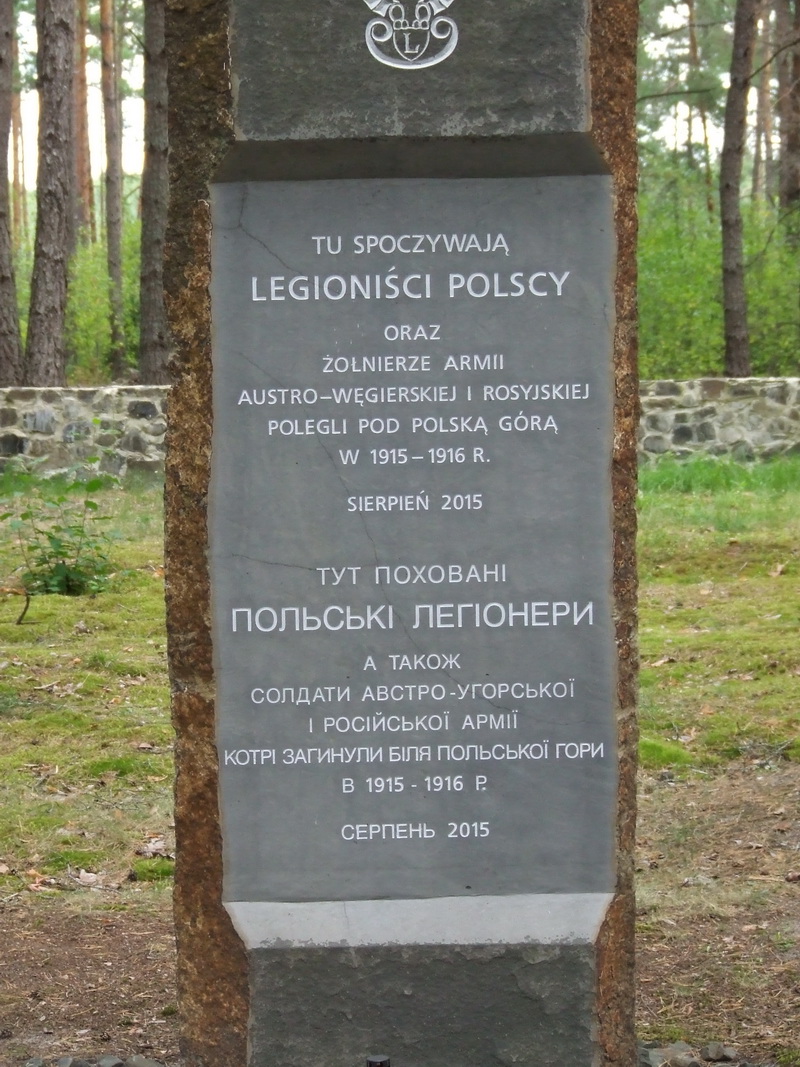 L
TU SPOCZYWAJĄ
LEGIONIŚCI POLSCY
ORAZ
ŻOŁNIERZE ARMII
AUSTRO–WĘGIERSKIEJ I ROSYJSKIEJ
POLEGLI POD POLSKĄ GÓRĄ
W 1915–1916 R.
SIERPIEŃ 2015
ТУТ ПОХОВАНІ
ПОЛЬСЬКІ ЛЕГІОНЕРИ
А ТАКОЖ
СОЛДАТИ АВСТРО-УГОРСЬКОЇ
І РОСІЙСЬКОЇ АРМІЇ
КОТРІ ЗАГИНУЛИ БІЛЯ ПОЛЬСЬКОЇ ГОРИ
В 1915 - 1916 Р.
СЕРПЕНЬ 2015